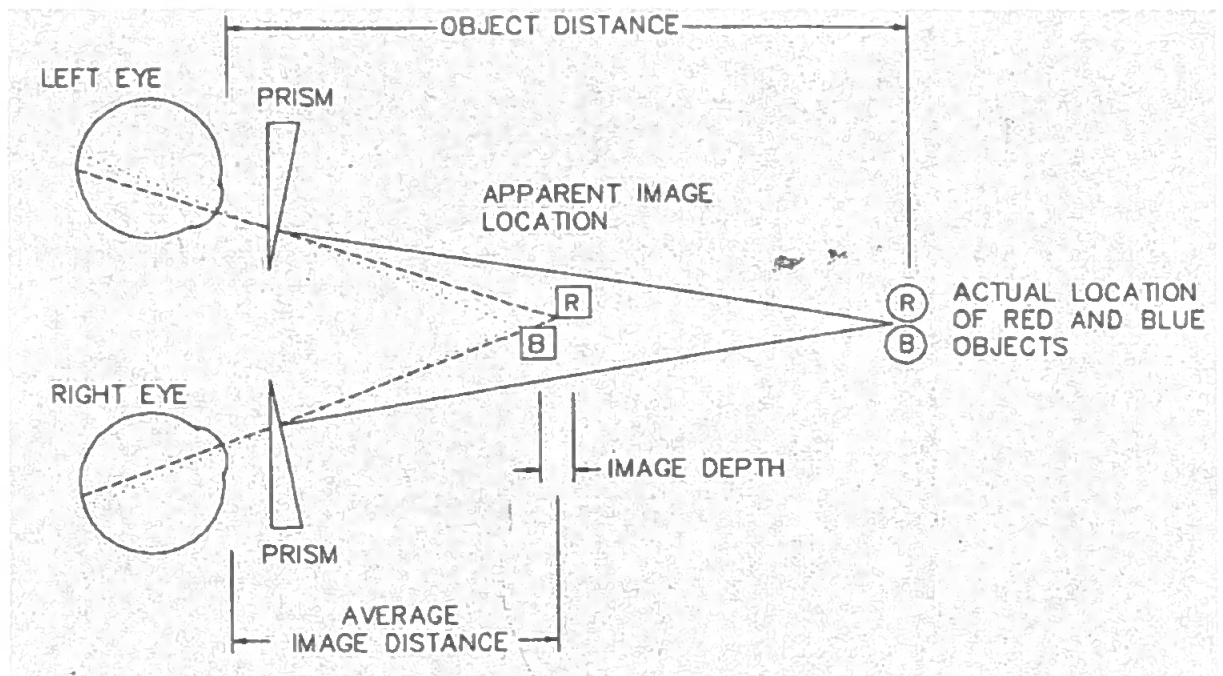 OBJECT DISTANCE
LEFT EYE
PRISM
APPARENT IMAGE
LOCATION
R
B
R
B
ACTUAL LOCATION
OF RED AND BLUE
OBJECTS
RIGHT EYE
IMAGE DEPTH
PRISM
AVERAGE
IMAGE DISTANCE